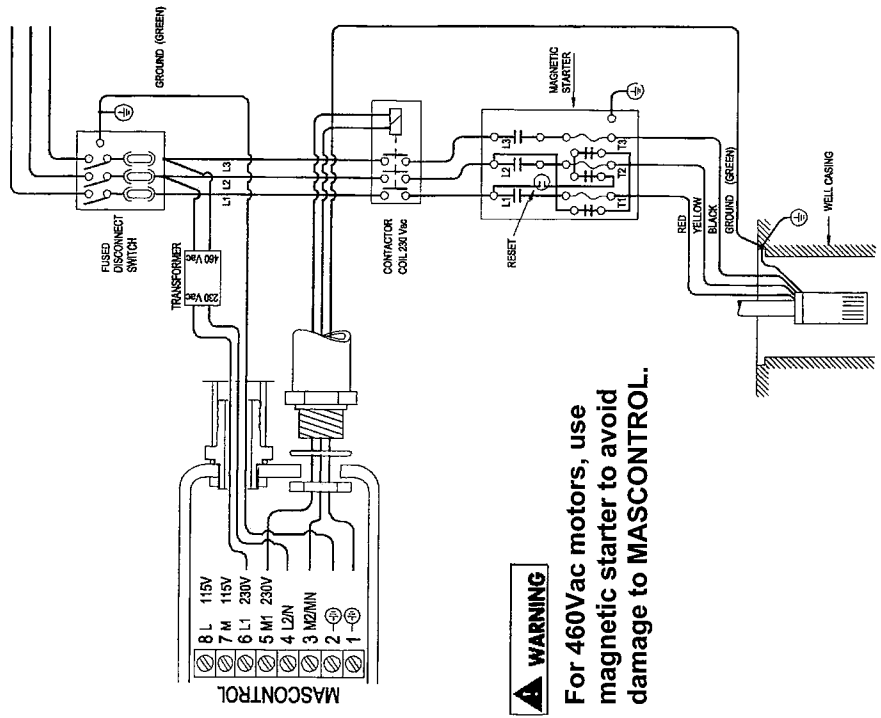 GROUND (GREEN)
FUSED
DISCONNECT
SWITCH
L1
L2
L3
TRANSFORMER
230 Vac
460 Vac
CONTACTOR
COIL 230 Vac
MAGNETIC
STARTER
L1
L2
L3
RESET
T1
T2
T3
RED
YELLOW
BLACK
GROUND (GREEN)
WELL CASING
MASCONTROL
8 L 115V
7 M 115V
6 L1 230V
5 M1 230V
4 L2/N
3 M2/MN
2
1
WARNING
For 460Vac motors, use
magnetic starter to avoid
damage to MASCONTROL.